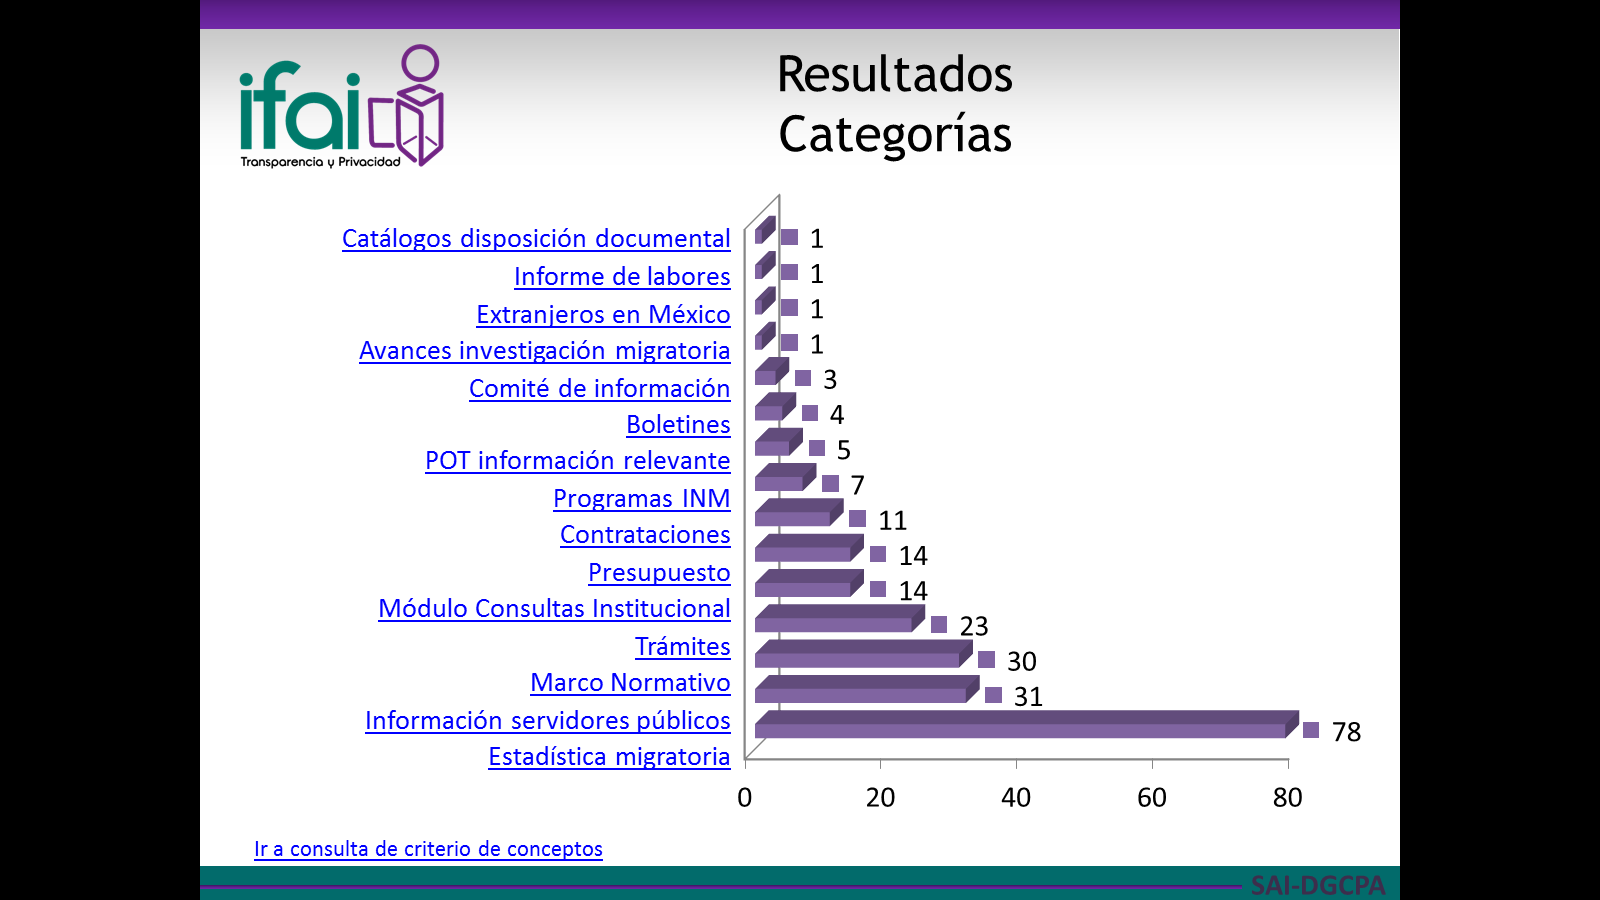 ifai
Transparencia y Privacidad
Resultados
Categorías
Catálogos disposición documental 1
Informe de labores 1
Extranjeros en México 1
Avances investigación migratoria 1
Comité de información 3
Boletines 4
POT información relevante 5
Programas INM 7
Contrataciones 11
Presupuesto 14
Módulo Consultas Institucional 14
Trámites 23
Marco Normativo 30
Información servidores públicos 31
Estadística migratoria 78
0 20 40 60 80
Ir a consulta de criterio de conceptos
SAI-DGCPA